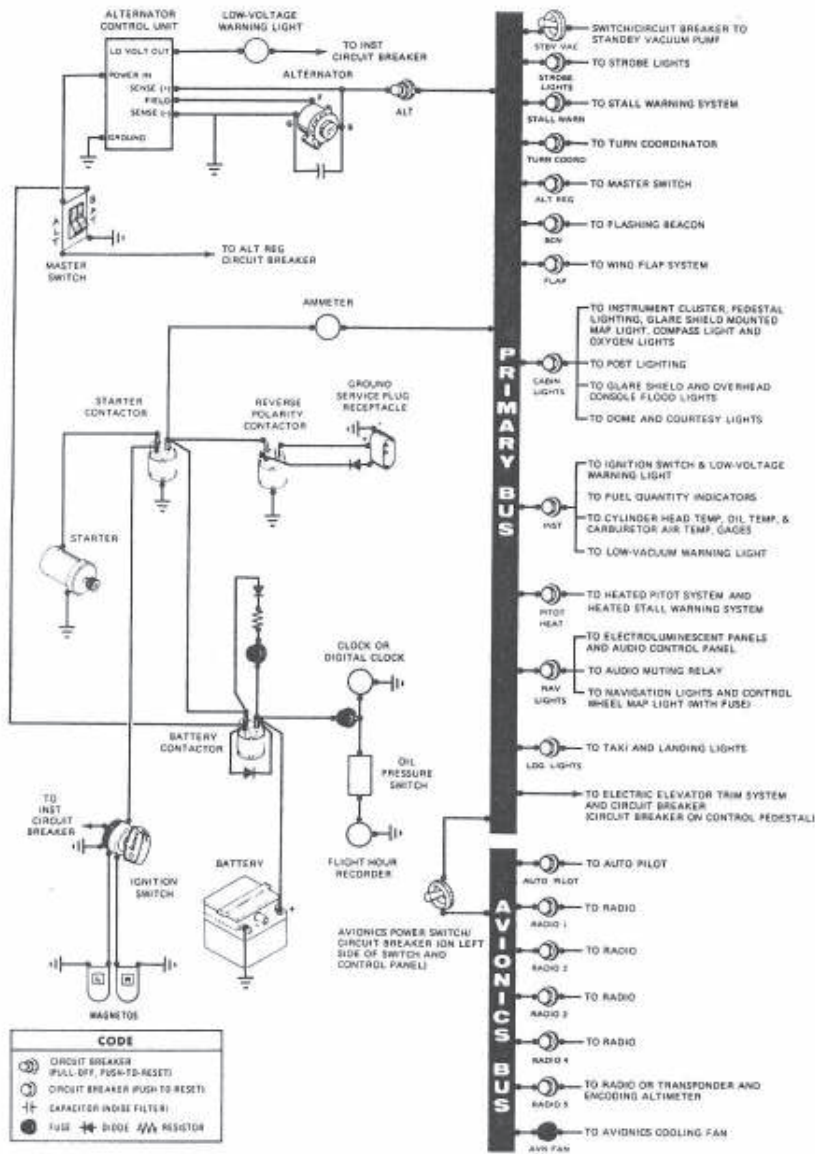 ALTERNATOR
CONTROL UNIT
LOW-VOLTAGE
WARNING LIGHT
LO VOLT OUT
TO INST
CIRCUIT BREAKER
POWER IN
SENSE (+)
FIELD
SENSE (-)
GROUND
ALTERNATOR
F
G
B
ALT
ALT
BAT
MASTER
SWITCH
TO ALT REG
CIRCUIT BREAKER
AMMETER
STARTER
CONTACTOR
REVERSE
POLARITY
CONTACTOR
GROUND
SERVICE PLUG
RECEPTACLE
STARTER
CLOCK OR
DIGITAL CLOCK
BATTERY
CONTACTOR
OIL
PRESSURE
SWITCH
TO
INST
CIRCUIT
BREAKER
FLIGHT HOUR
RECORDER
IGNITION
SWITCH
BATTERY
+
L
R
MAGNETOS
AVIONICS POWER SWITCH/
CIRCUIT BREAKER (ON LEFT
SIDE OF SWITCH AND
CONTROL PANEL)
PRIMARY BUS
STBY VAC
SWITCH/CIRCUIT BREAKER TO
STANDBY VACUUM PUMP
STROBE
LIGHTS
TO STROBE LIGHTS
STALL WARN
TO STALL WARNING SYSTEM
TURN COORD
TO TURN COORDINATOR
ALT REG
TO MASTER SWITCH
BCN
TO FLASHING BEACON
FLAP
TO WING FLAP SYSTEM
CABIN
LIGHTS
TO INSTRUMENT CLUSTER, PEDESTAL
LIGHTING, GLARE SHIELD MOUNTED
MAP LIGHT, COMPASS LIGHT AND
OXYGEN LIGHTS
TO POST LIGHTING
TO GLARE SHIELD AND OVERHEAD
CONSOLE FLOOD LIGHTS
TO DOME AND COURTESY LIGHTS
INST
TO IGNITION SWITCH & LOW-VOLTAGE
WARNING LIGHT
TO FUEL QUANTITY INDICATORS
TO CYLINDER HEAD TEMP, OIL TEMP, &
CARBURETOR AIR TEMP, GAGES
TO LOW-VACUUM WARNING LIGHT
PITOT
HEAT
TO HEATED PITOT SYSTEM AND
HEATED STALL WARNING SYSTEM
NAV
LIGHTS
TO ELECTROLUMINESCENT PANELS
AND AUDIO CONTROL PANEL
TO AUDIO MUTING RELAY
TO NAVIGATION LIGHTS AND CONTROL
WHEEL MAP LIGHT (WITH FUSE)
LDG LIGHTS
TO TAXI AND LANDING LIGHTS
TO ELECTRIC ELEVATOR TRIM SYSTEM
AND CIRCUIT BREAKER
(CIRCUIT BREAKER ON CONTROL PEDESTAL)
AVIONICS BUS
AUTO PILOT
TO AUTO PILOT
RADIO 1
TO RADIO
RADIO 2
TO RADIO
RADIO 3
TO RADIO
RADIO 4
TO RADIO
RADIO 5
TO RADIO OR TRANSPONDER AND
ENCODING ALTIMETER
AVN FAN
TO AVIONICS COOLING FAN
CODE
CIRCUIT BREAKER
(PULL-OFF, PUSH-TO-RESET)
CIRCUIT BREAKER (PUSH-TO-RESET)
CAPACITOR (NOISE FILTER)
FUSE DIODE RESISTOR